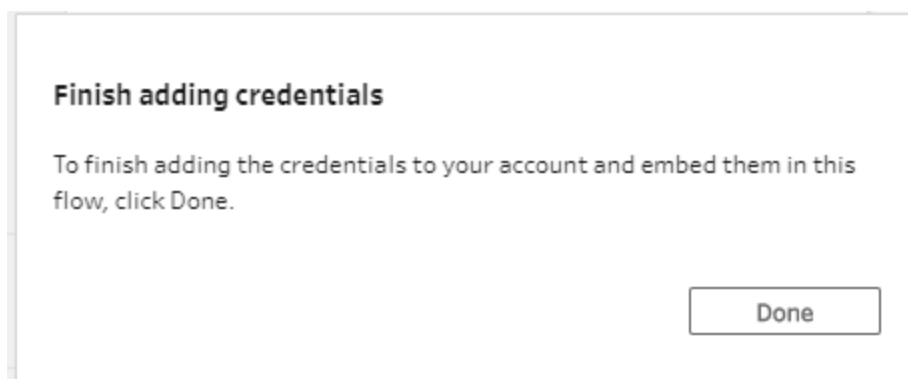 Finish adding credentials
To finish adding the credentials to your account and embed them in this
flow, click Done.
Done